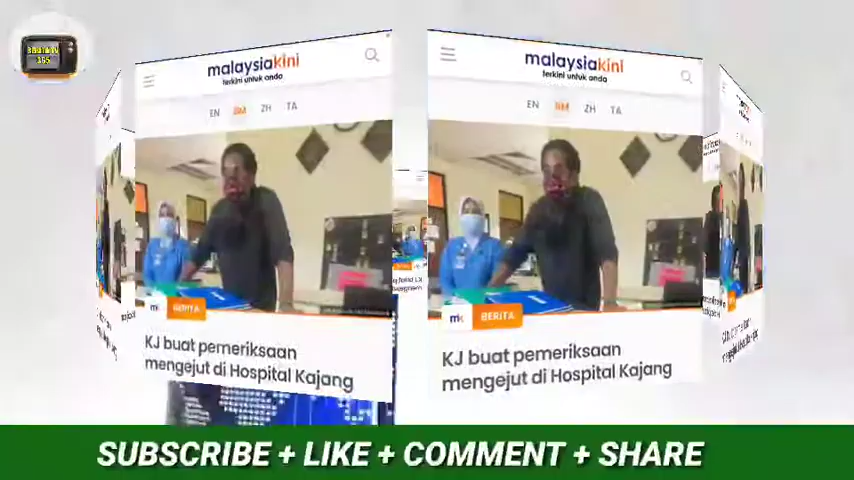 malaysiakini
terkini untuk anda
EN BM ZH TA
BERITA
KJ buat pemeriksaan
mengejut di Hospital Kajang
malaysiakini
terkini untuk anda
EN BM ZH TA
mk BERITA
KJ buat pemeriksaan
mengejut di Hospital Kajang
SUBSCRIBE + LIKE + COMMENT + SHARE